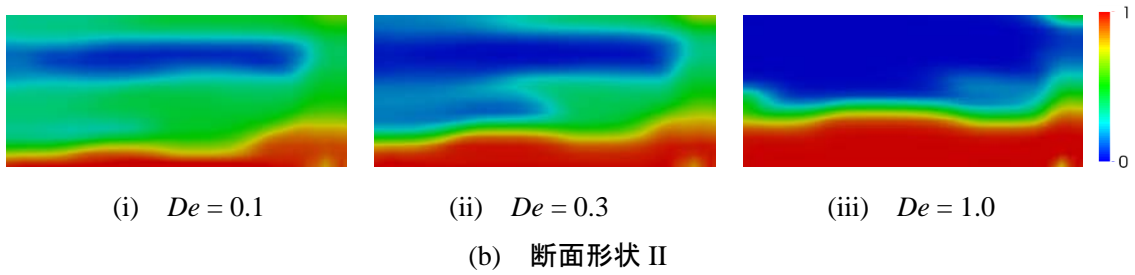 1
0
(i) De = 0.1
(ii) De = 0.3
(iii) De = 1.0
(b) 断面形状 II